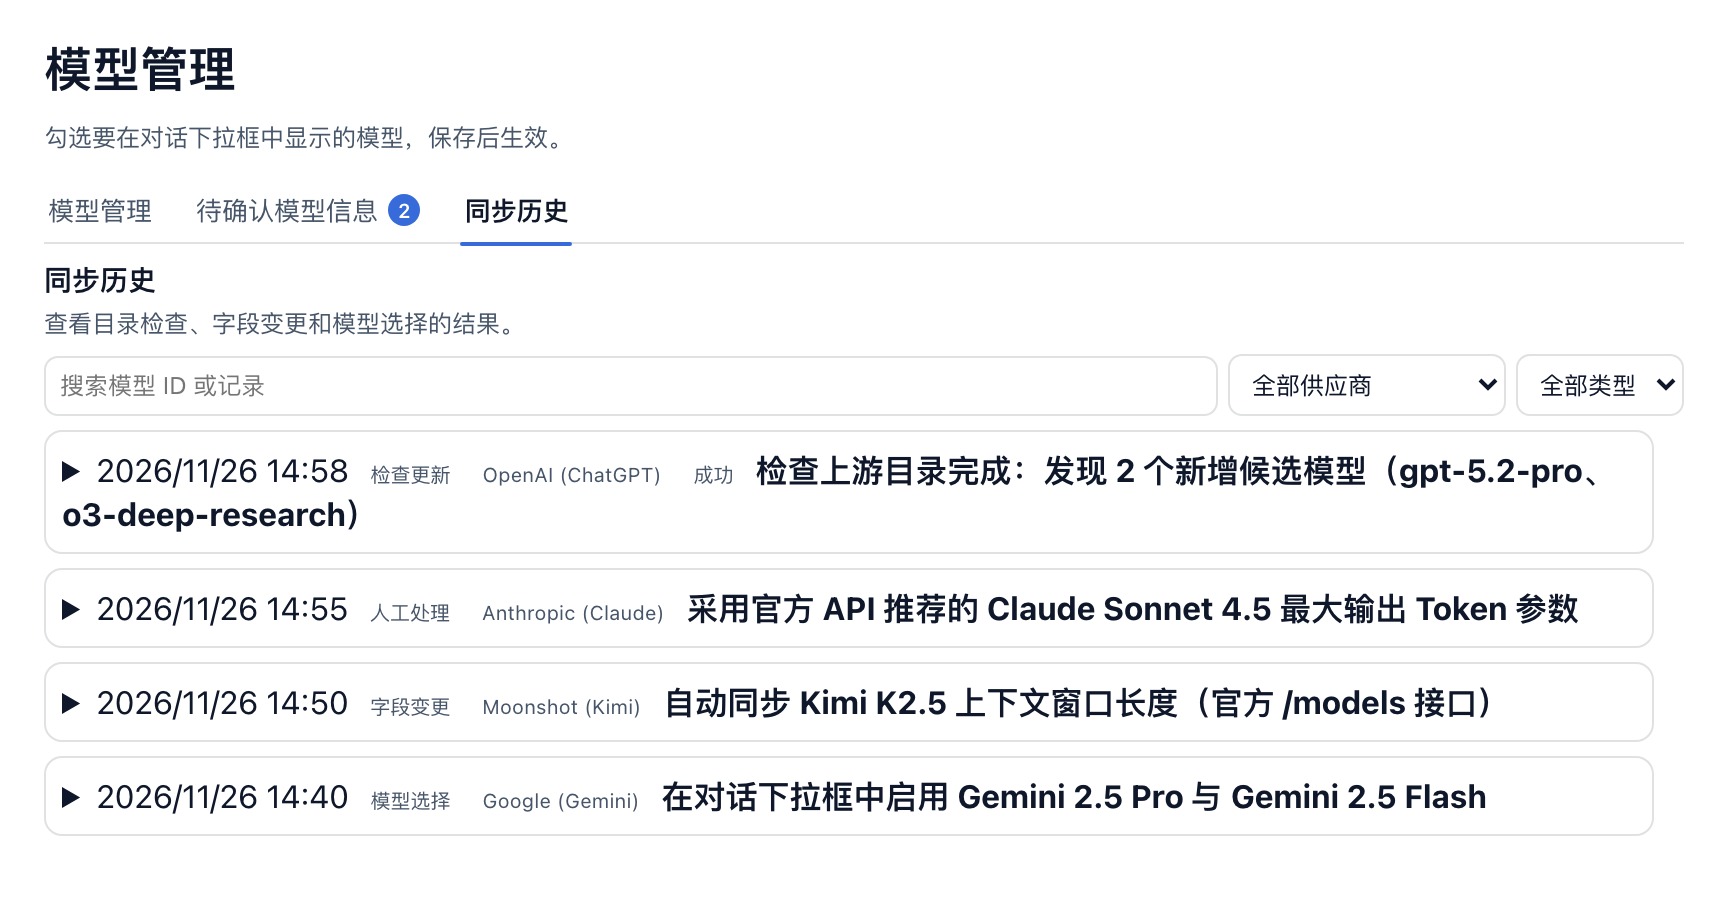 模型管理
勾选要在对话下拉框中显示的模型，保存后生效。
模型管理 待确认模型信息 2 同步历史
同步历史
查看目录检查、字段变更和模型选择的结果。
搜索模型 ID 或记录 全部供应商 全部类型
2026/11/26 14:58 检查更新 OpenAI (ChatGPT) 成功 检查上游目录完成：发现 2 个新增候选模型（gpt-5.2-pro、
o3-deep-research）
2026/11/26 14:55 人工处理 Anthropic (Claude) 采用官方 API 推荐的 Claude Sonnet 4.5 最大输出 Token 参数
2026/11/26 14:50 字段变更 Moonshot (Kimi) 自动同步 Kimi K2.5 上下文窗口长度（官方 /models 接口）
2026/11/26 14:40 模型选择 Google (Gemini) 在对话下拉框中启用 Gemini 2.5 Pro 与 Gemini 2.5 Flash